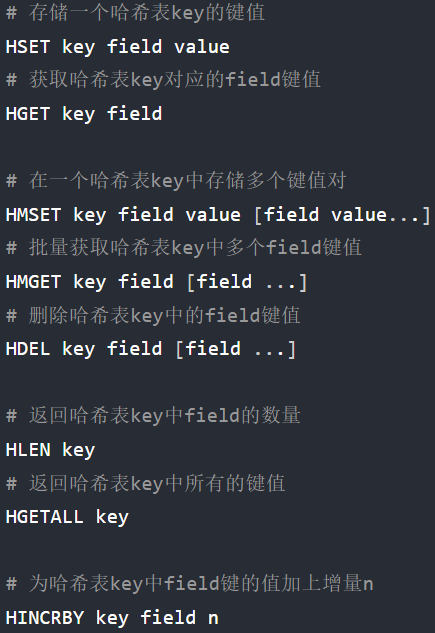 # 存储一个哈希表key的键值
HSET key field value
# 获取哈希表key对应的field键值
HGET key field
# 在一个哈希表key中存储多个键值对
HMSET key field value [field value...]
# 批量获取哈希表key中多个field键值
HMGET key field [field ...]
# 删除哈希表key中的field键值
HDEL key field [field ...]
# 返回哈希表key中field的数量
HLEN key
# 返回哈希表key中所有的键值
HGETALL key
# 为哈希表key中field键的值加上增量n
HINCRBY key field n